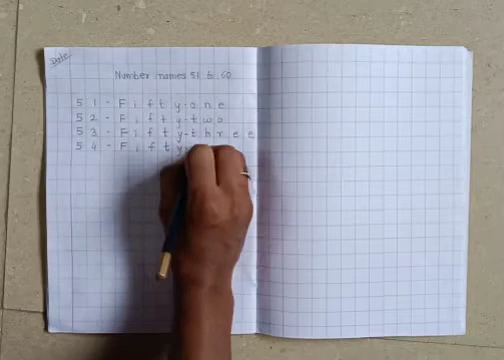 Date
Number names 51 to 60
51-Fifty-one
52-Fifty-two
53-Fifty-three
54-Fifty-